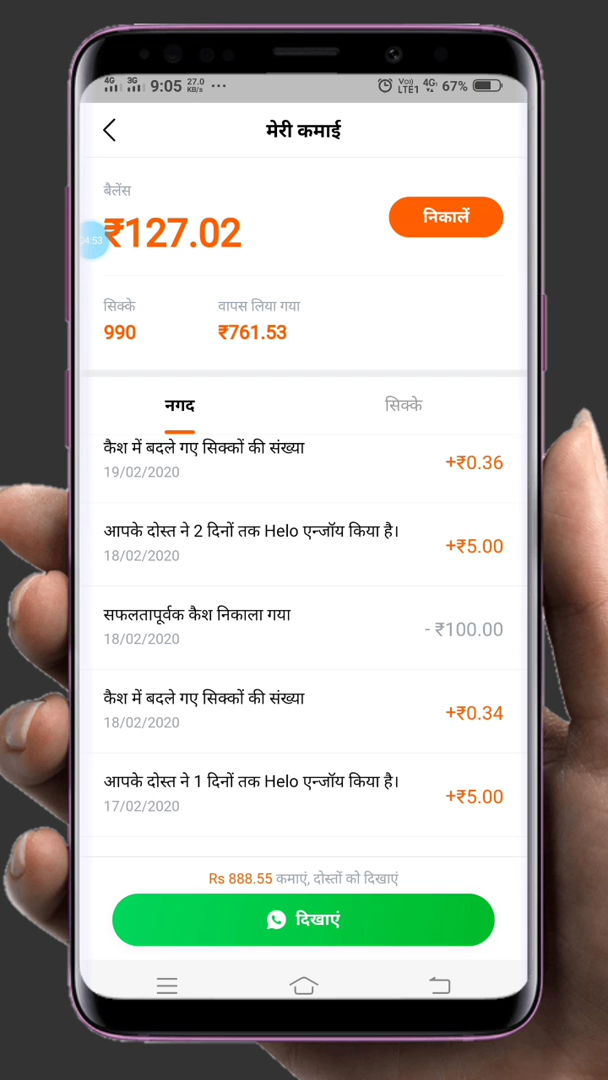 4G 3G 9:05 27.0 KB/s ... Vo)) LTE1 4G 67%
मेरी कमाई
बैलेंस
₹127.02
निकालें
04:53
सिक्के वापस लिया गया
990 ₹761.53
नगद सिक्के
कैश में बदले गए सिक्कों की संख्या
+₹0.36
19/02/2020
आपके दोस्त ने 2 दिनों तक Helo एन्जॉय किया है।
+₹5.00
18/02/2020
सफलतापूर्वक कैश निकाला गया
- ₹100.00
18/02/2020
कैश में बदले गए सिक्कों की संख्या
+₹0.34
18/02/2020
आपके दोस्त ने 1 दिनों तक Helo एन्जॉय किया है।
+₹5.00
17/02/2020
Rs 888.55 कमाएं, दोस्तों को दिखाएं
दिखाएं